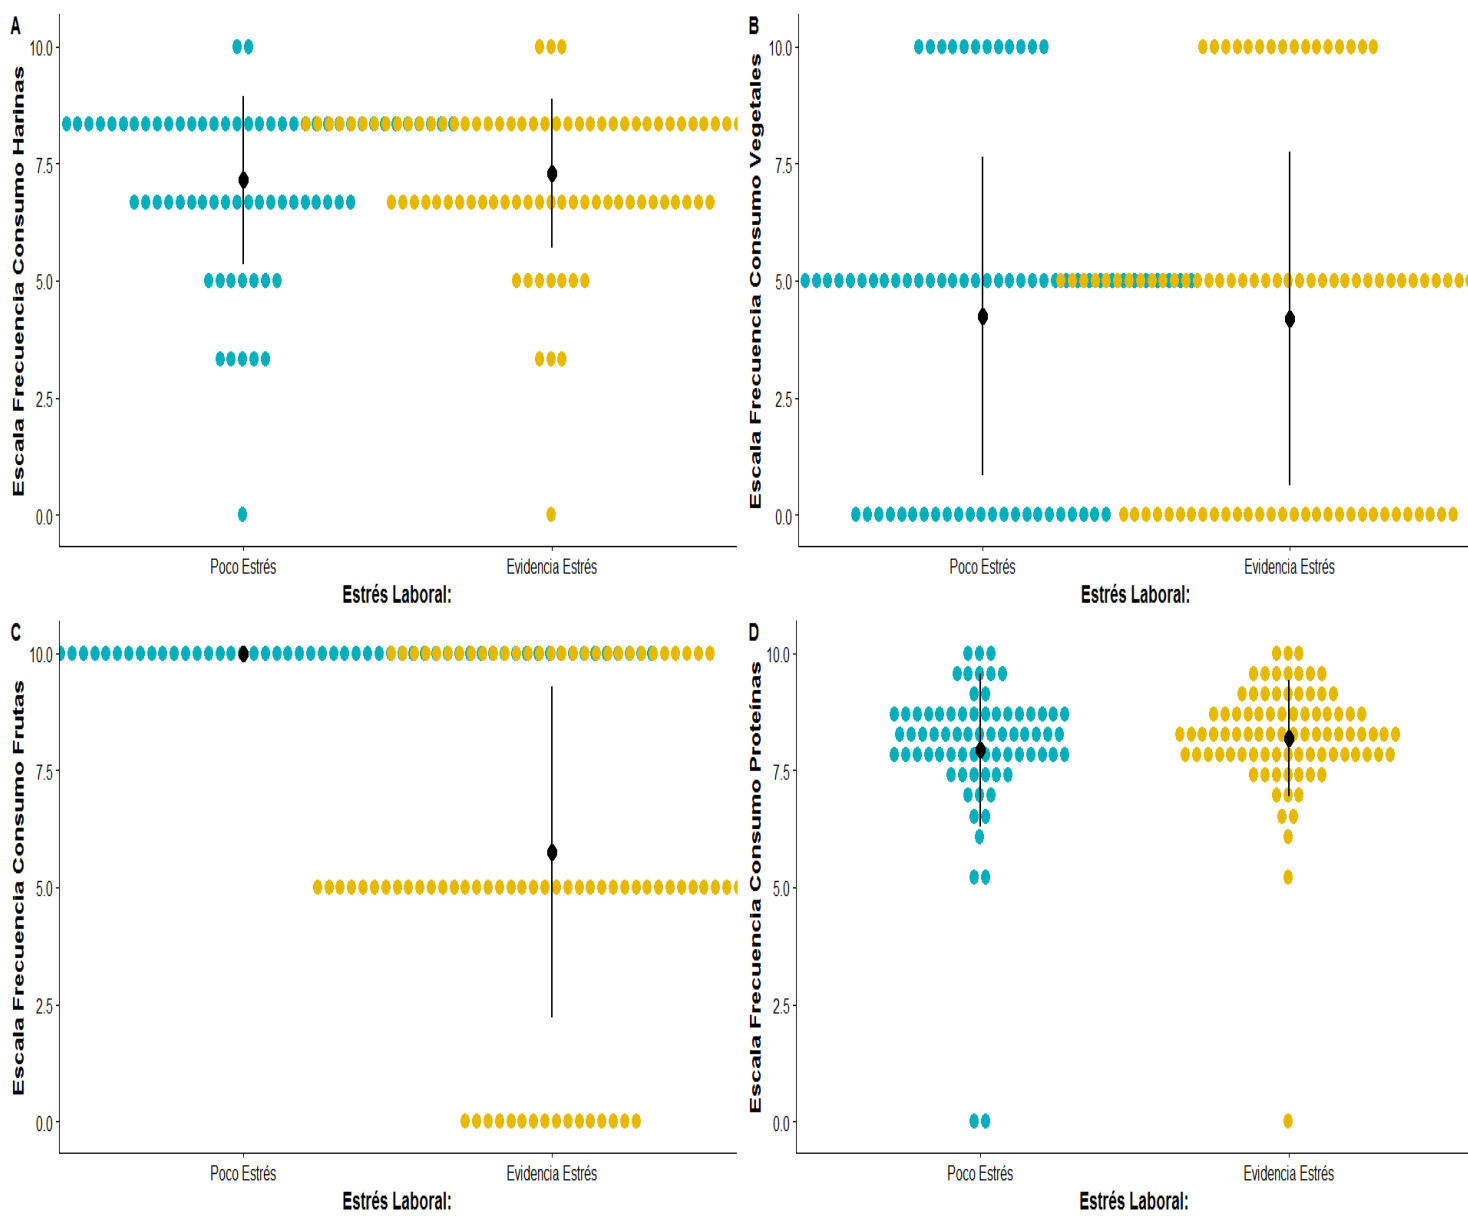 A
Escala Frecuencia Consumo Harinas
10.0
7.5
5.0
2.5
0.0
Poco Estrés
Evidencia Estrés
Estrés Laboral:
B
Escala Frecuencia Consumo Vegetales
10.0
7.5
5.0
2.5
0.0
Poco Estrés
Evidencia Estrés
Estrés Laboral:
C
Escala Frecuencia Consumo Frutas
10.0
7.5
5.0
2.5
0.0
Poco Estrés
Evidencia Estrés
Estrés Laboral:
D
Escala Frecuencia Consumo Proteínas
10.0
7.5
5.0
2.5
0.0
Poco Estrés
Evidencia Estrés
Estrés Laboral: